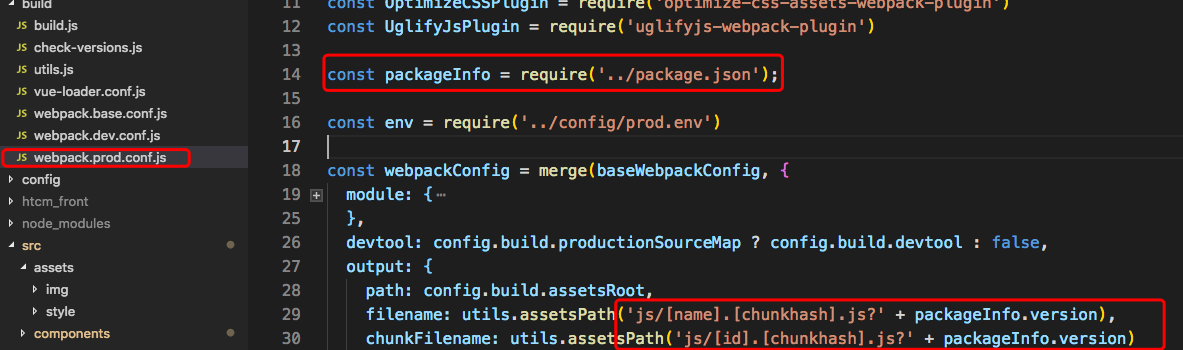 build
JS build.js
JS check-versions.js
JS utils.js
JS vue-loader.conf.js
JS webpack.base.conf.js
JS webpack.dev.conf.js
JS webpack.prod.conf.js
config
htcm_front
node_modules
src
assets
img
style
components
11 const OptimizeCSSPlugin = require('optimize-css-assets-webpack-plugin')
12 const UglifyJsPlugin = require('uglifyjs-webpack-plugin')
13
14 const packageInfo = require('../package.json');
15
16 const env = require('../config/prod.env')
17
18 const webpackConfig = merge(baseWebpackConfig, {
19 module: {⋯
25 },
26 devtool: config.build.productionSourceMap ? config.build.devtool : false,
27 output: {
28 path: config.build.assetsRoot,
29 filename: utils.assetsPath('js/[name].[chunkhash].js?' + packageInfo.version),
30 chunkFilename: utils.assetsPath('js/[id].[chunkhash].js?' + packageInfo.version)